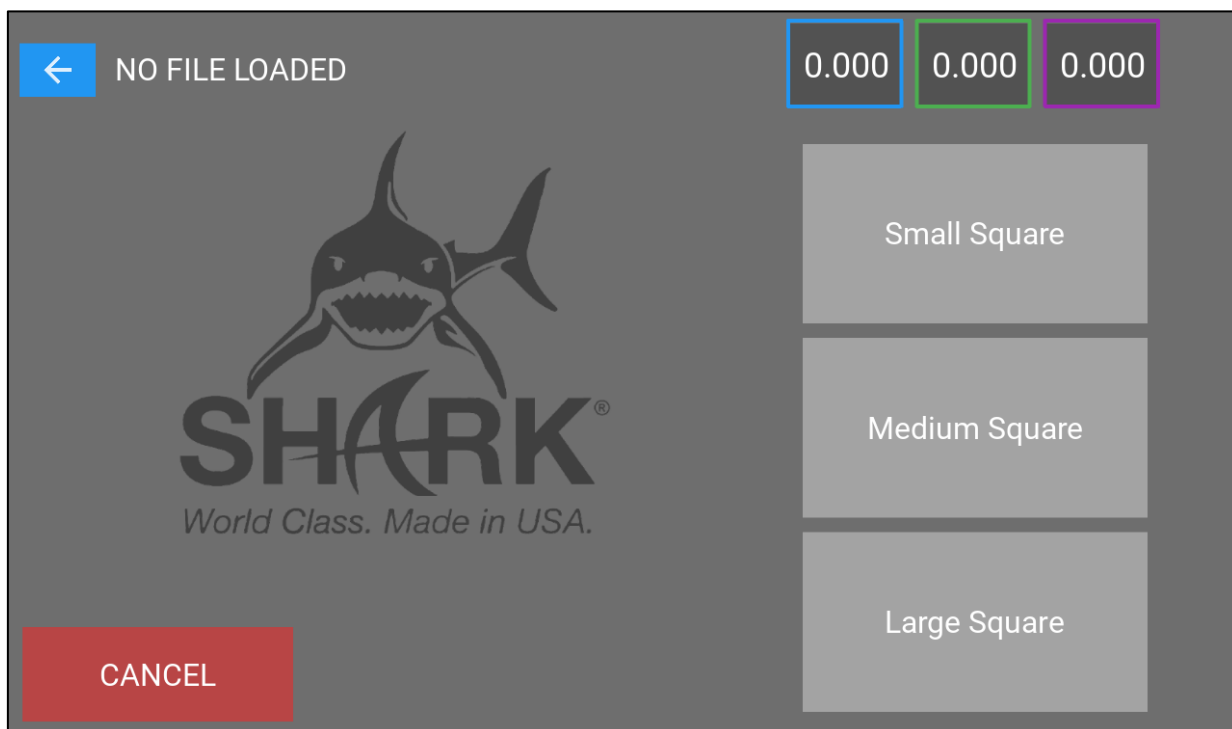 NO FILE LOADED
0.000 0.000 0.000
Small Square
SHARK®
World Class. Made in USA.
Medium Square
Large Square
CANCEL